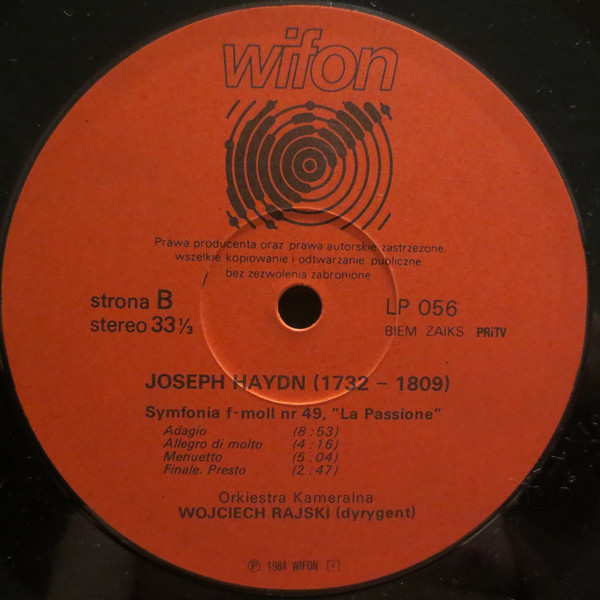 wifon
Prawa producenta oraz prawa autorskie zastrzeżone,
wszelkie kopiowanie i odtwarzanie publiczne
bez zezwolenia zabronione
strona B
stereo 33 1/3
LP 056
BIEM ZAIKS PRiTV
JOSEPH HAYDN (1732 – 1809)
Symfonia f-moll nr 49, "La Passione"
Adagio (8:53)
Allegro di molto (4:16)
Menuetto (5:04)
Finale. Presto (2:47)
Orkiestra Kameralna
WOJCIECH RAJSKI (dyrygent)
Ⓟ 1984 WIFON